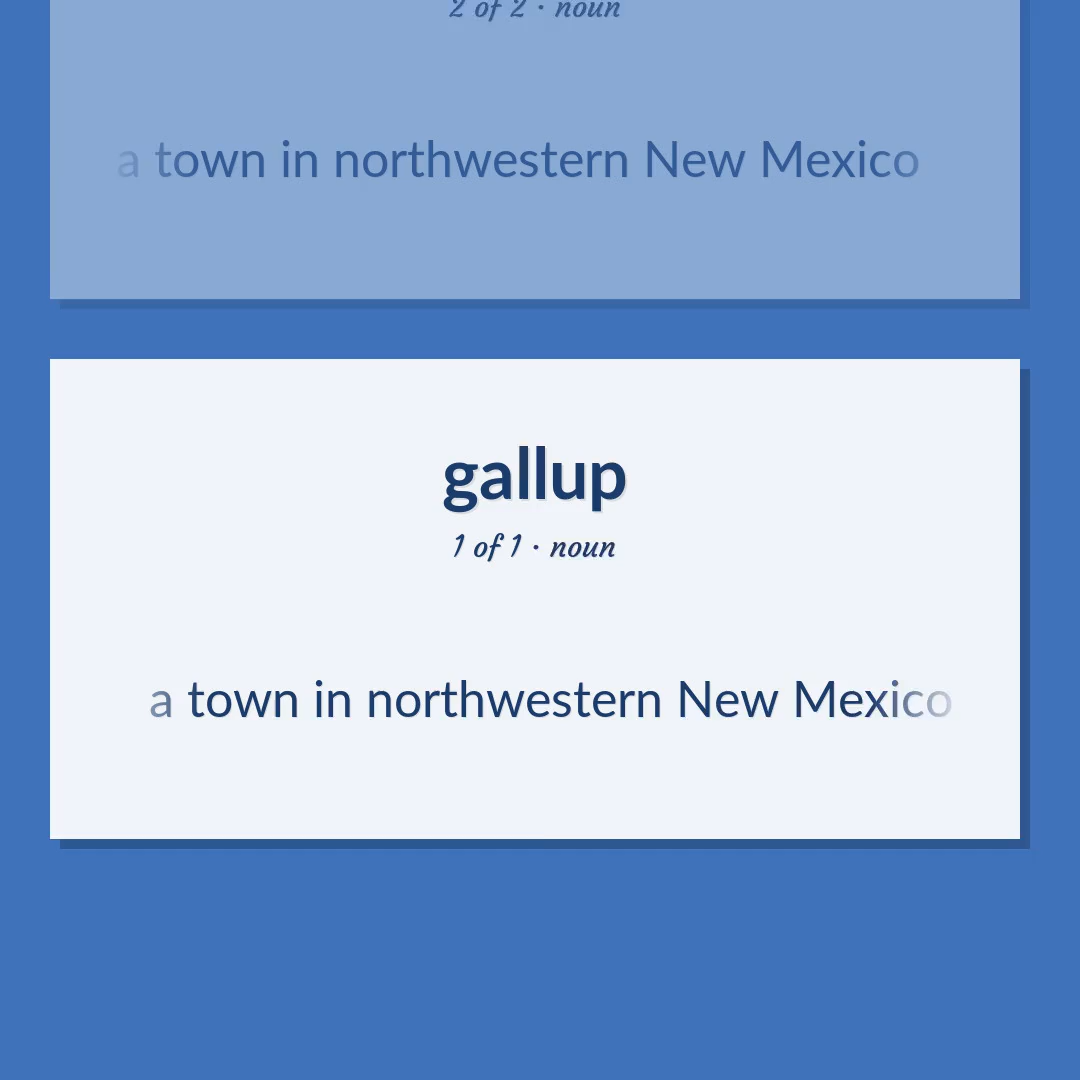 2 of 2 · noun
a town in northwestern New Mexico
gallup
1 of 1 · noun
a town in northwestern New Mexico